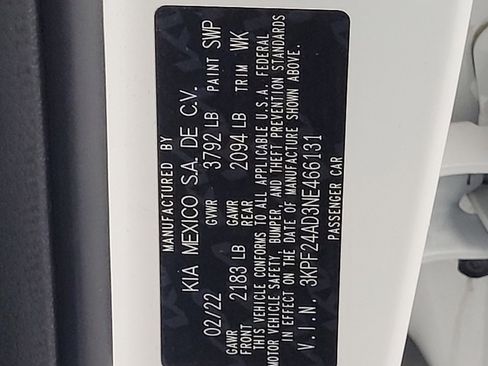 MANUFACTURED BY
KIA MEXICO S.A. DE C.V.
02/22 GVWR 3792 LB PAINT SWP
GAWR FRONT 2183 LB GAWR REAR 2094 LB TRIM WK
THIS VEHICLE CONFORMS TO ALL APPLICABLE U.S.A. FEDERAL
MOTOR VEHICLE SAFETY, BUMPER, AND THEFT PREVENTION STANDARDS
IN EFFECT ON THE DATE OF MANUFACTURE SHOWN ABOVE.
V.I.N. 3KPF24AD3NE466131
PASSENGER CAR